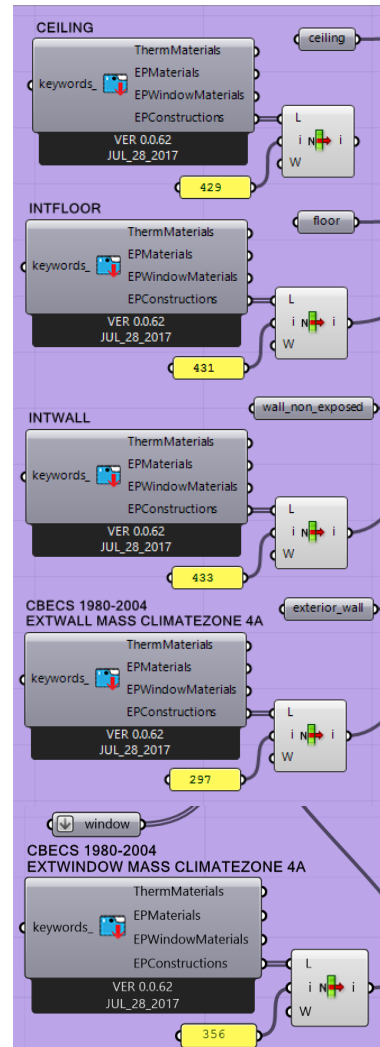 CEILING
ThermMaterials
ceiling
EPMaterials
keywords_
EPWindowMaterials
EPConstructions
L
VER 0.0.62
JUL_28_2017
i N i
W
429
INTFLOOR
ThermMaterials
floor
EPMaterials
keywords_
EPWindowMaterials
EPConstructions
L
VER 0.0.62
JUL_28_2017
i N i
W
431
wall_non_exposed
INTWALL
ThermMaterials
EPMaterials
keywords_
EPWindowMaterials
EPConstructions
L
VER 0.0.62
JUL_28_2017
i N i
W
433
CBECS 1980-2004
exterior_wall
EXTWALL MASS CLIMATEZONE 4A
ThermMaterials
EPMaterials
keywords_
EPWindowMaterials
EPConstructions
L
VER 0.0.62
JUL_28_2017
i N i
W
297
window
CBECS 1980-2004
EXTWINDOW MASS CLIMATEZONE 4A
ThermMaterials
EPMaterials
keywords_
EPWindowMaterials
EPConstructions
L
VER 0.0.62
JUL_28_2017
i N i
W
356